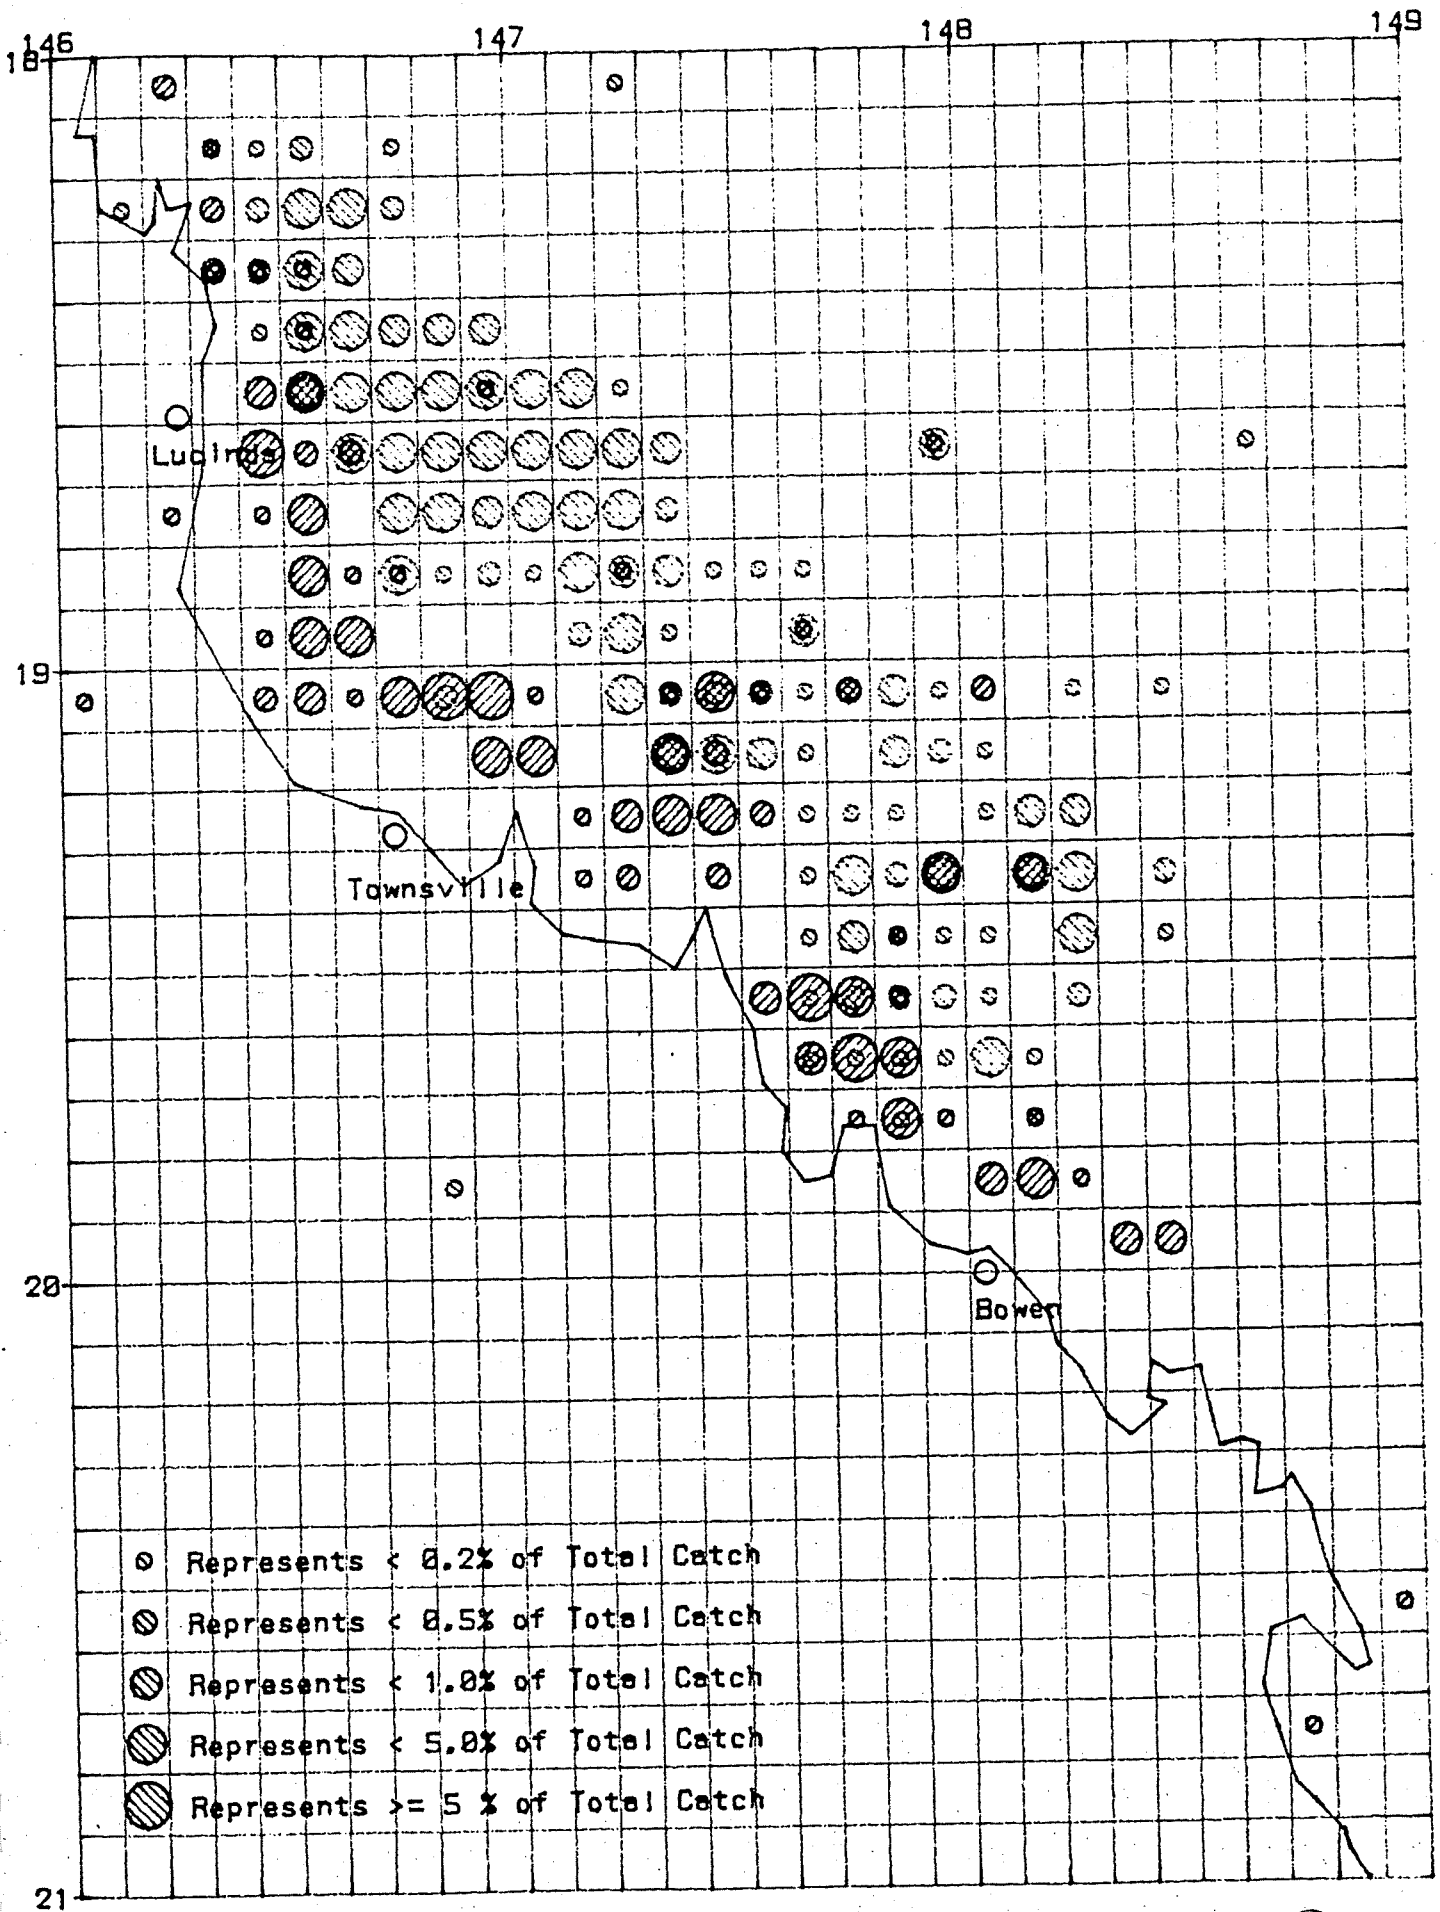 146 147 148 149
18
Lucinda
19
Townsville
20
Bowen
Represents < 0.2% of Total Catch
Represents < 0.5% of Total Catch
Represents < 1.0% of Total Catch
Represents < 5.0% of Total Catch
Represents >= 5 % of Total Catch
21